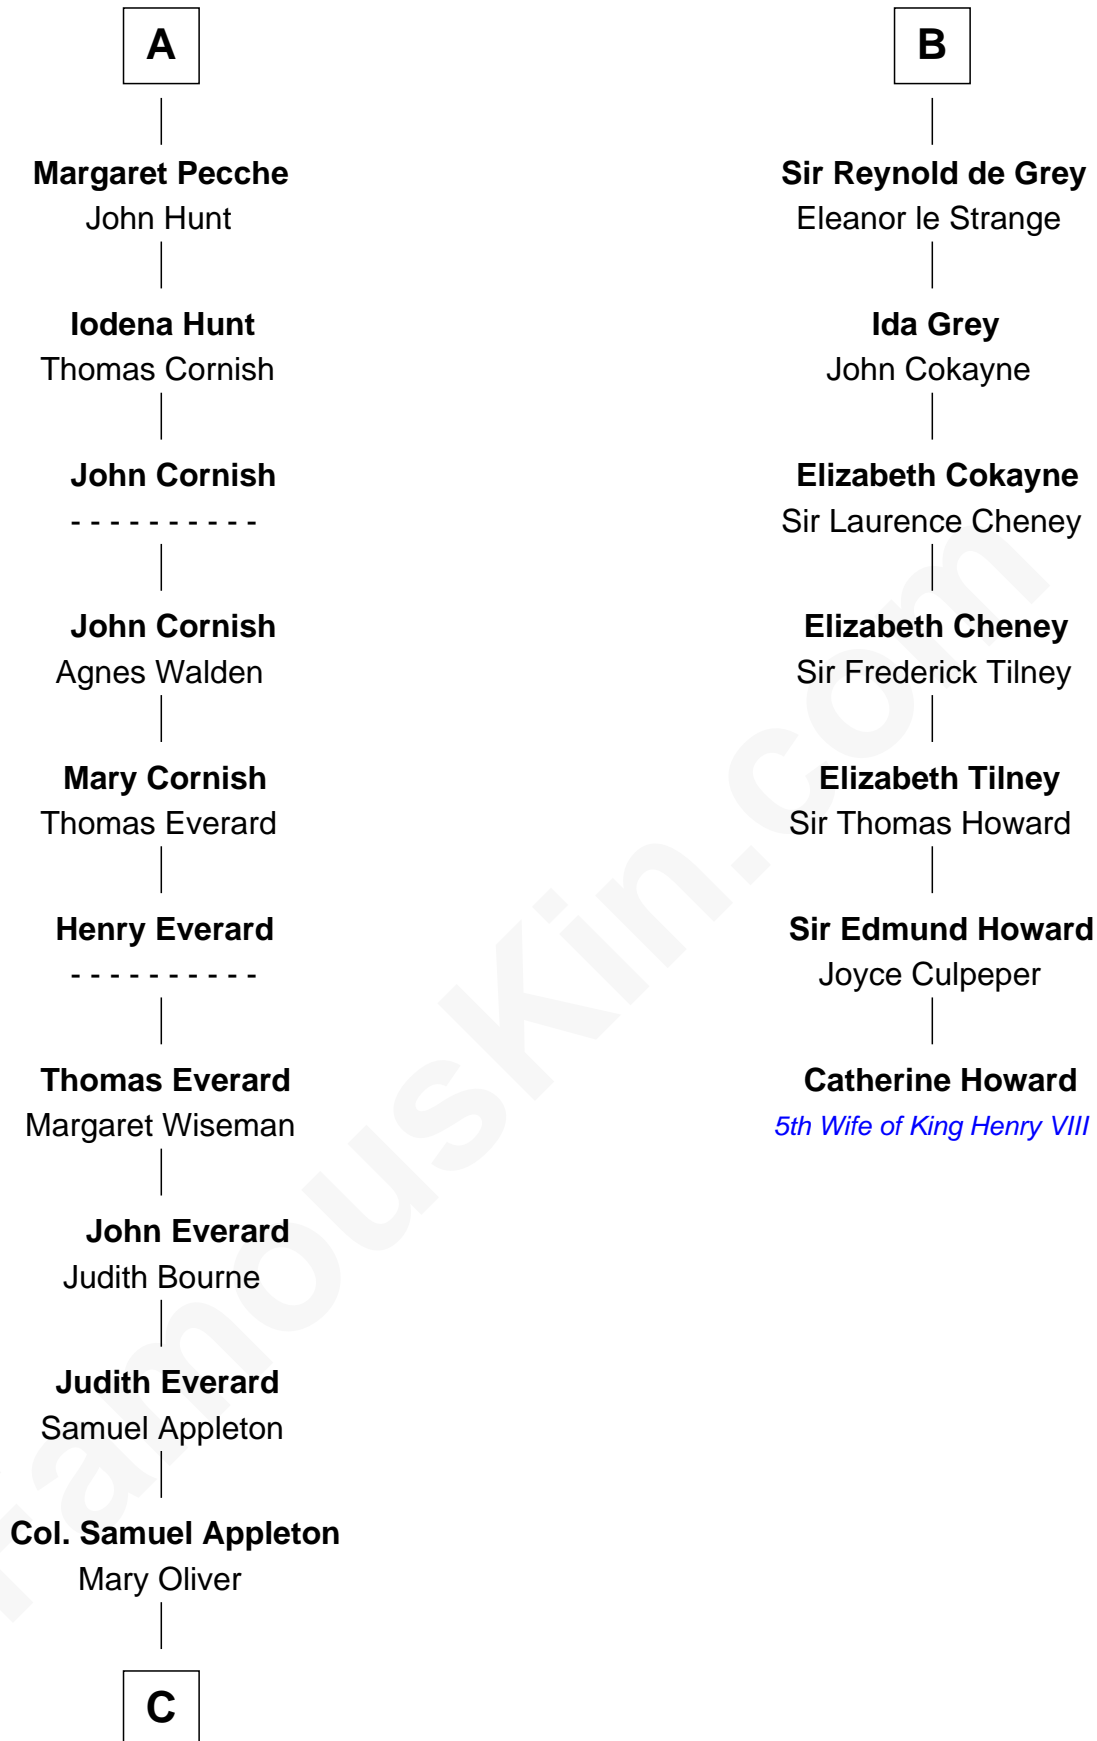 A
Margaret Pecche
John Hunt
Iodena Hunt
Thomas Cornish
John Cornish
- - - - - - - - - -
John Cornish
Agnes Walden
Mary Cornish
Thomas Everard
Henry Everard
- - - - - - - - - -
Thomas Everard
Margaret Wiseman
John Everard
Judith Bourne
Judith Everard
Samuel Appleton
Col. Samuel Appleton
Mary Oliver
C
B
Sir Reynold de Grey
Eleanor le Strange
Ida Grey
John Cokayne
Elizabeth Cokayne
Sir Laurence Cheney
Elizabeth Cheney
Sir Frederick Tilney
Elizabeth Tilney
Sir Thomas Howard
Sir Edmund Howard
Joyce Culpeper
Catherine Howard
5th Wife of King Henry VIII
FamousKin.com